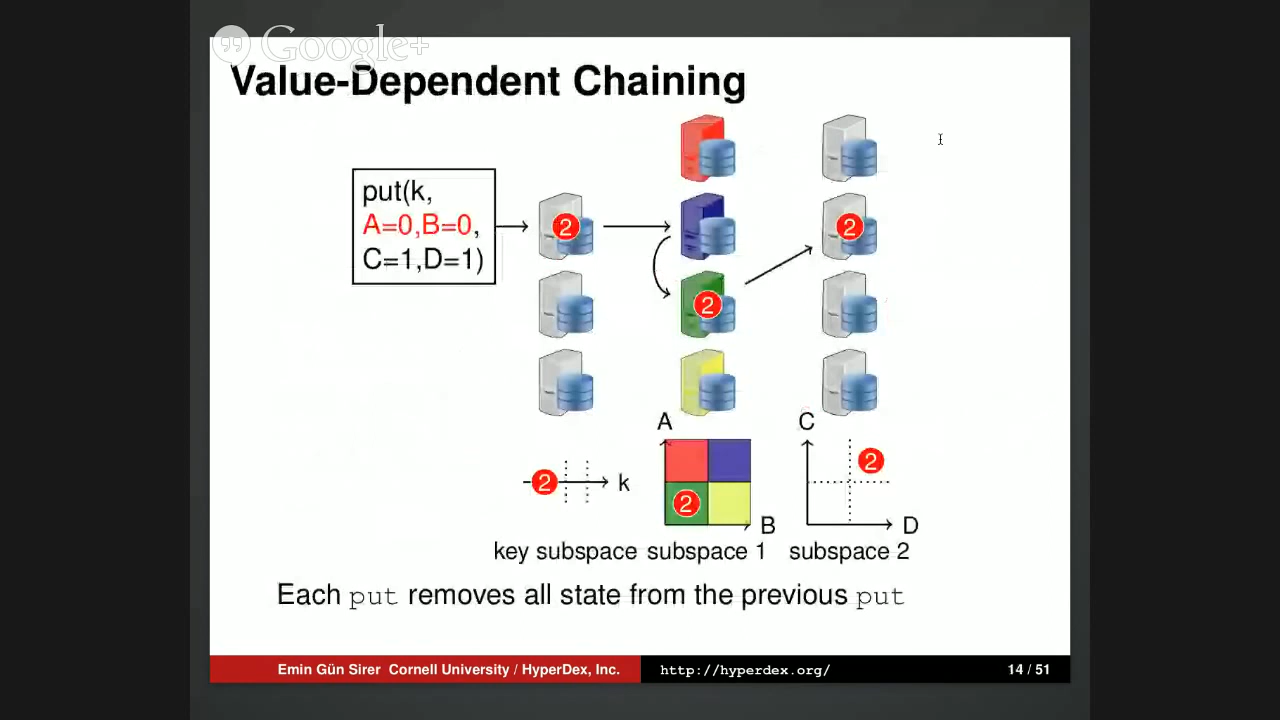 Google+
Value-Dependent Chaining
put(k,
A=0,B=0,
C=1,D=1)
2
2
2
A
C
2
k
2
B
2
D
key subspace
subspace 1
subspace 2
Each put removes all state from the previous put
Emin Gün Sirer Cornell University / HyperDex, Inc.
http://hyperdex.org/
14 / 51